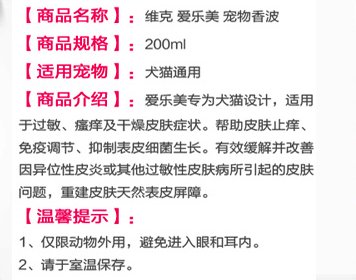 【商品名称】：维克 爱乐美 宠物香波
【商品规格】：200ml
【适用宠物】：犬猫通用
【商品介绍】：爱乐美专为犬猫设计，适用
于过敏、瘙痒及干燥皮肤症状。帮助皮肤止痒、
免疫调节、抑制表皮细菌生长。有效缓解并改善
因异位性皮炎或其他过敏性皮肤病所引起的皮肤
问题，重建皮肤天然表皮屏障。
【温馨提示】：
1、仅限动物外用，避免进入眼和耳内。
2、请于室温保存。